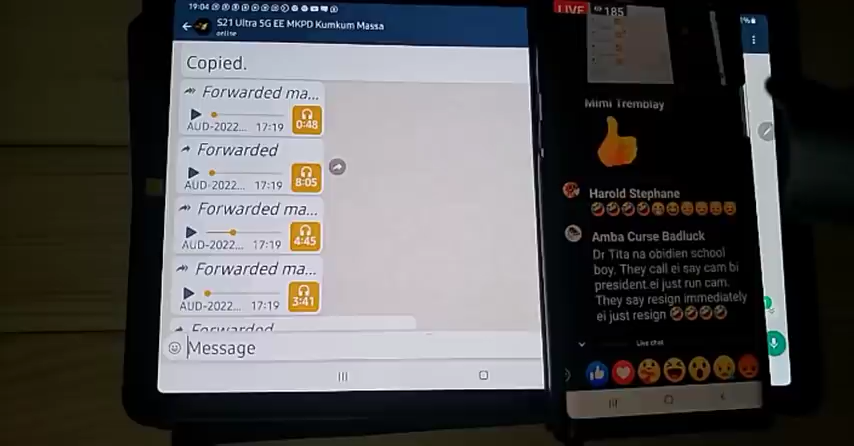 19:04
S21 Ultra 5G EE MKPD Kumkum Massa
online
Copied.
Forwarded ma...
AUD-2022... 17:19 0:48
Forwarded
AUD-2022... 17:19 8:05
Forwarded ma...
AUD-2022... 17:19 4:45
Forwarded ma...
AUD-2022... 17:19 3:41
Forwarded
Message
LIVE 185
Mimi Tremblay
Harold Stephane
Amba Curse Badluck
Dr Tita na obidien school
boy. They call ei say cam bi
president.ei just run cam.
They say resign immediately
ei just resign 🤣🤣🤣🤣
Live chat